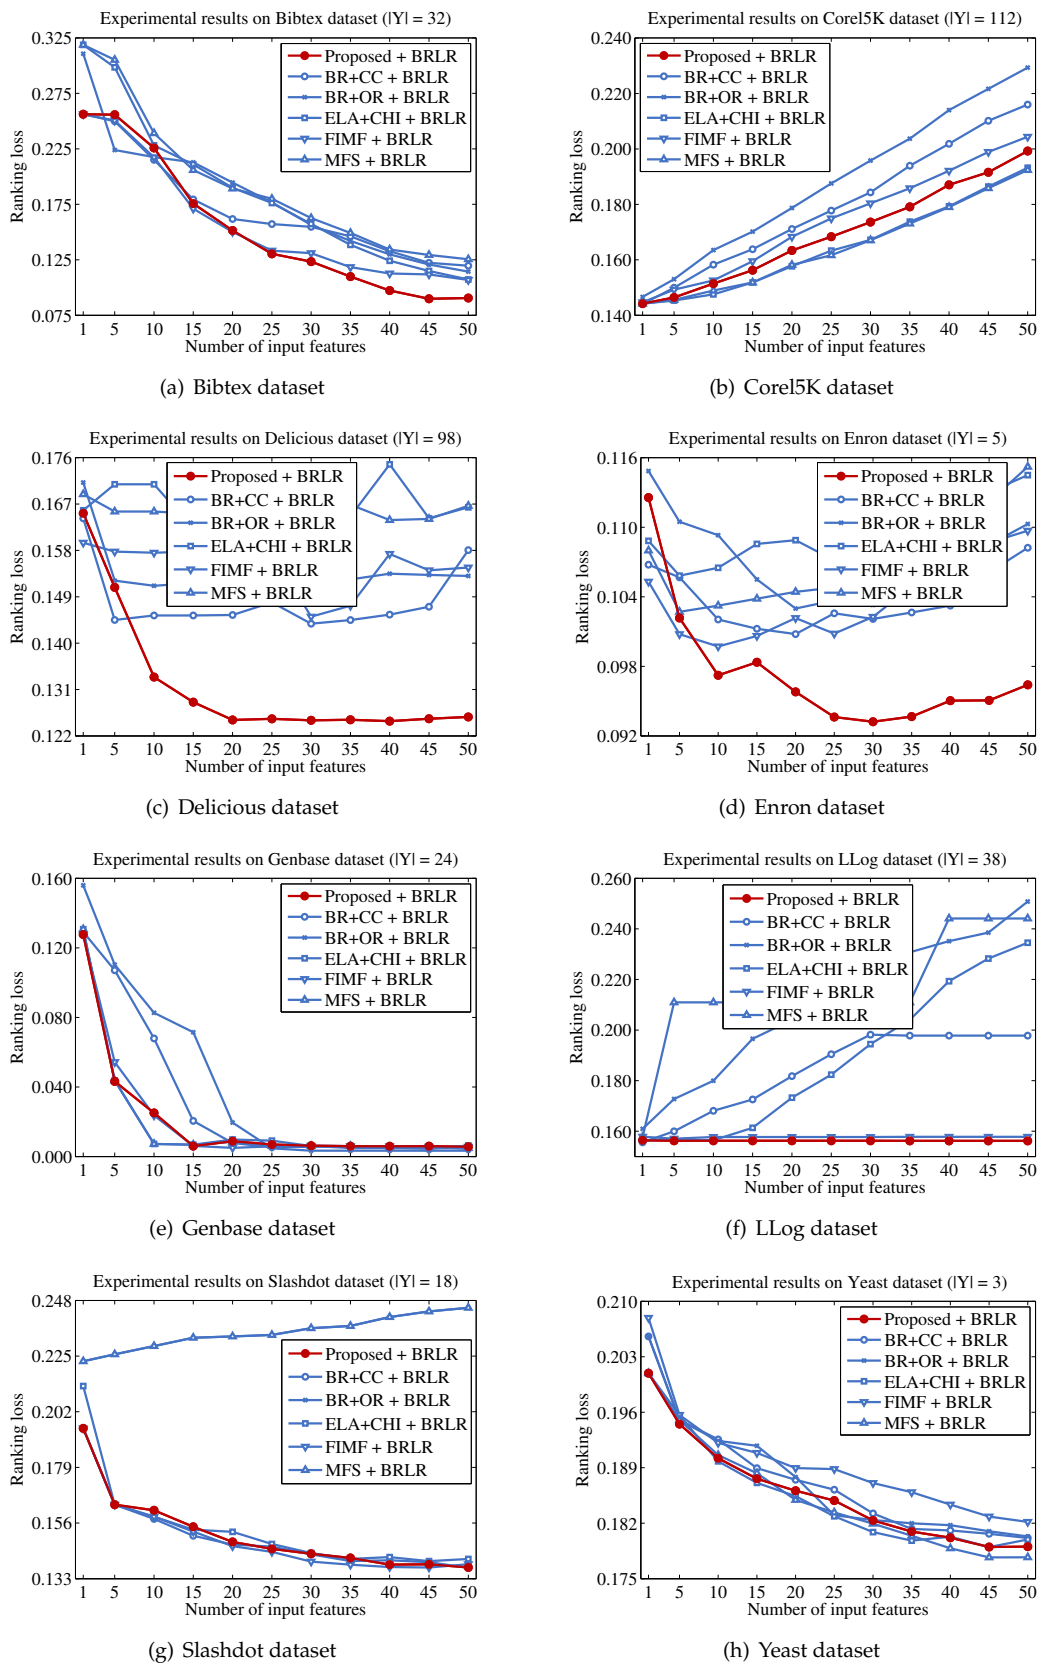 Experimental results on Bibtex dataset (|Y| = 32)
0.325
0.275
0.225
0.175
0.125
0.075
Ranking loss
Proposed + BRLR
BR+CC + BRLR
BR+OR + BRLR
ELA+CHI + BRLR
FIMF + BRLR
MFS + BRLR
1 5 10 15 20 25 30 35 40 45 50
Number of input features
(a) Bibtex dataset
Experimental results on Corel5K dataset (|Y| = 112)
0.240
0.220
0.200
0.180
0.160
0.140
Ranking loss
Proposed + BRLR
BR+CC + BRLR
BR+OR + BRLR
ELA+CHI + BRLR
FIMF + BRLR
MFS + BRLR
1 5 10 15 20 25 30 35 40 45 50
Number of input features
(b) Corel5K dataset
Experimental results on Delicious dataset (|Y| = 98)
0.176
0.167
0.158
0.149
0.140
0.131
0.122
Ranking loss
Proposed + BRLR
BR+CC + BRLR
BR+OR + BRLR
ELA+CHI + BRLR
FIMF + BRLR
MFS + BRLR
1 5 10 15 20 25 30 35 40 45 50
Number of input features
(c) Delicious dataset
Experimental results on Enron dataset (|Y| = 5)
0.116
0.110
0.104
0.098
0.092
Ranking loss
Proposed + BRLR
BR+CC + BRLR
BR+OR + BRLR
ELA+CHI + BRLR
FIMF + BRLR
MFS + BRLR
1 5 10 15 20 25 30 35 40 45 50
Number of input features
(d) Enron dataset
Experimental results on Genbase dataset (|Y| = 24)
0.160
0.120
0.080
0.040
0.000
Ranking loss
Proposed + BRLR
BR+CC + BRLR
BR+OR + BRLR
ELA+CHI + BRLR
FIMF + BRLR
MFS + BRLR
1 5 10 15 20 25 30 35 40 45 50
Number of input features
(e) Genbase dataset
Experimental results on LLog dataset (|Y| = 38)
0.260
0.240
0.220
0.200
0.180
0.160
Ranking loss
Proposed + BRLR
BR+CC + BRLR
BR+OR + BRLR
ELA+CHI + BRLR
FIMF + BRLR
MFS + BRLR
1 5 10 15 20 25 30 35 40 45 50
Number of input features
(f) LLog dataset
Experimental results on Slashdot dataset (|Y| = 18)
0.248
0.225
0.202
0.179
0.156
0.133
Ranking loss
Proposed + BRLR
BR+CC + BRLR
BR+OR + BRLR
ELA+CHI + BRLR
FIMF + BRLR
MFS + BRLR
1 5 10 15 20 25 30 35 40 45 50
Number of input features
(g) Slashdot dataset
Experimental results on Yeast dataset (|Y| = 3)
0.210
0.203
0.196
0.189
0.182
0.175
Ranking loss
Proposed + BRLR
BR+CC + BRLR
BR+OR + BRLR
ELA+CHI + BRLR
FIMF + BRLR
MFS + BRLR
1 5 10 15 20 25 30 35 40 45 50
Number of input features
(h) Yeast dataset